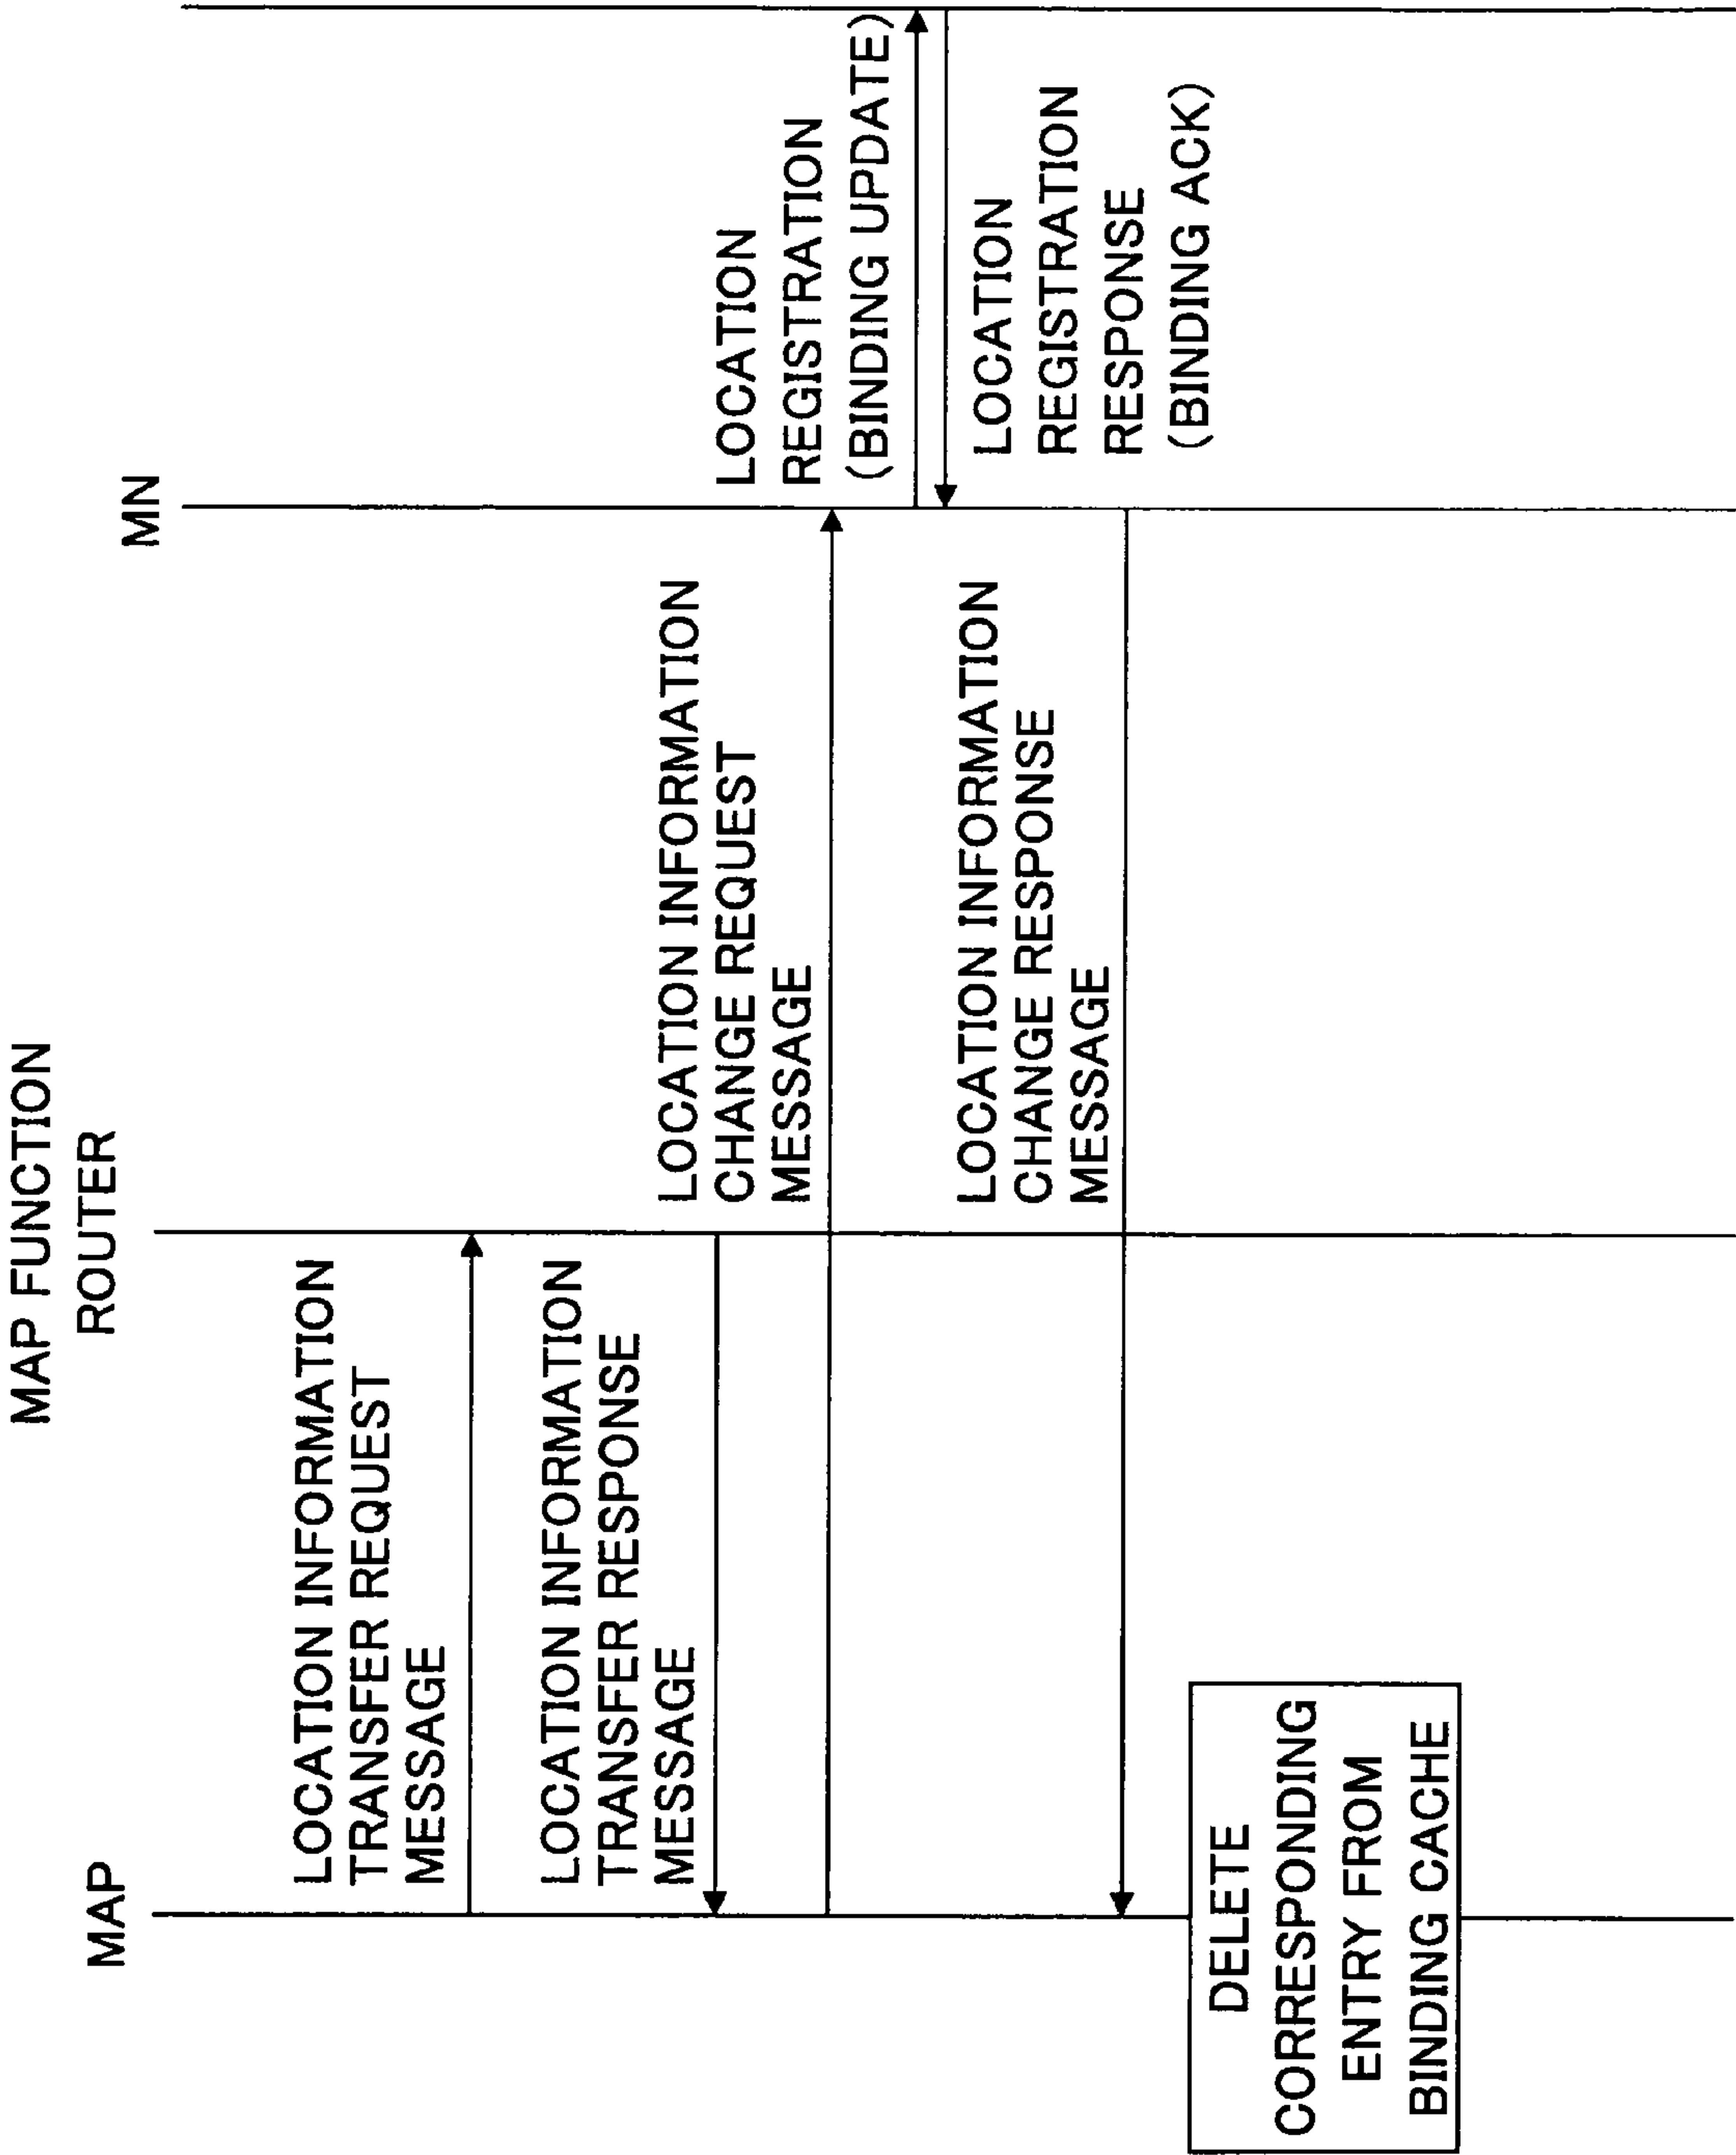 MAP
MAP FUNCTION
ROUTER
MN
LOCATION INFORMATION
TRANSFER REQUEST
MESSAGE
LOCATION INFORMATION
TRANSFER RESPONSE
MESSAGE
LOCATION INFORMATION
CHANGE REQUEST
MESSAGE
LOCATION
REGISTRATION
(BINDING UPDATE)
LOCATION
REGISTRATION
RESPONSE
(BINDING ACK)
LOCATION INFORMATION
CHANGE RESPONSE
MESSAGE
DELETE
CORRESPONDING
ENTRY FROM
BINDING CACHE